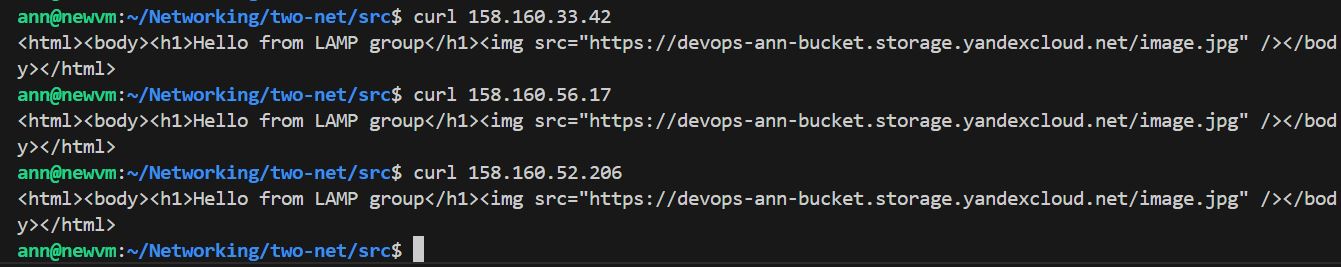 ann@newvm:~/Networking/two-net/src$ curl 158.160.33.42
<html><body><h1>Hello from LAMP group</h1><img src="https://devops-ann-bucket.storage.yandexcloud.net/image.jpg" /></bod
y></html>
ann@newvm:~/Networking/two-net/src$ curl 158.160.56.17
<html><body><h1>Hello from LAMP group</h1><img src="https://devops-ann-bucket.storage.yandexcloud.net/image.jpg" /></bod
y></html>
ann@newvm:~/Networking/two-net/src$ curl 158.160.52.206
<html><body><h1>Hello from LAMP group</h1><img src="https://devops-ann-bucket.storage.yandexcloud.net/image.jpg" /></bod
y></html>
ann@newvm:~/Networking/two-net/src$